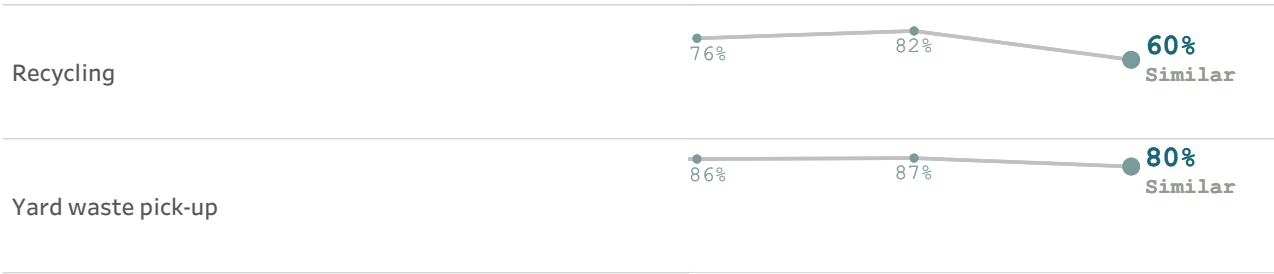 Recycling
76%
82%
60%
Similar
Yard waste pick-up
86%
87%
80%
Similar